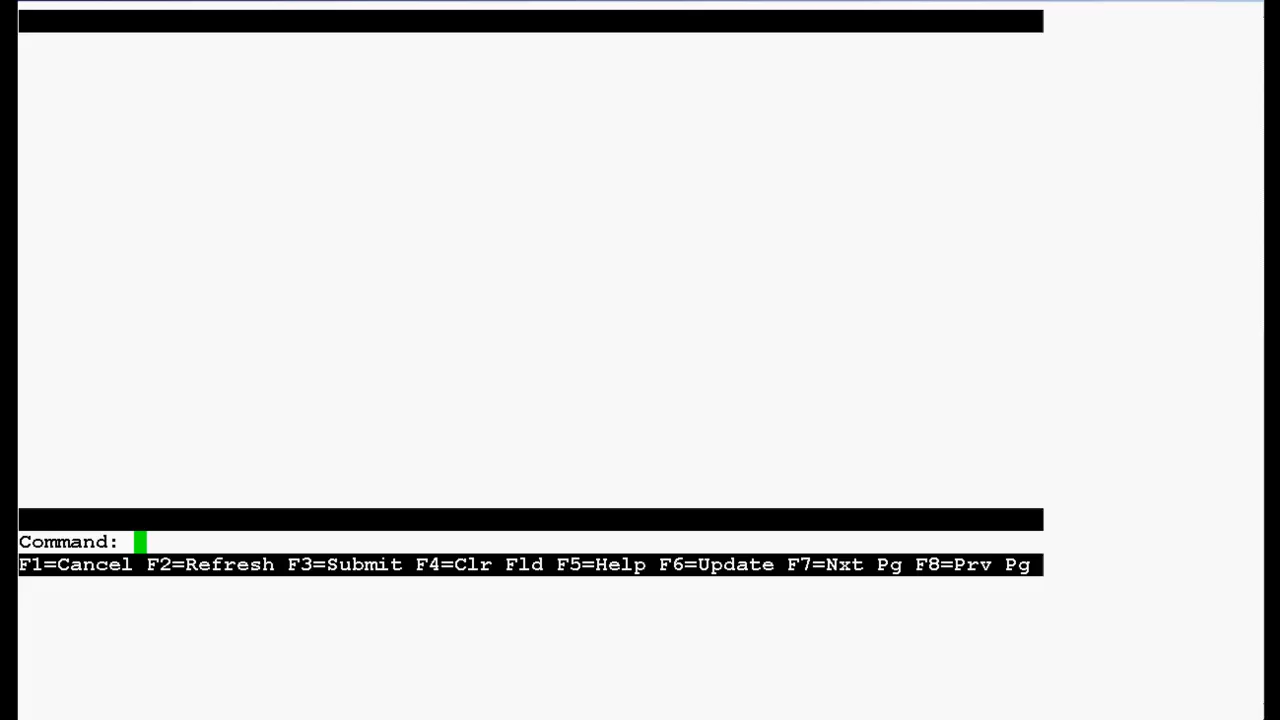 Command:
F1=Cancel F2=Refresh F3=Submit F4=Clr Fld F5=Help F6=Update F7=Nxt Pg F8=Prv Pg